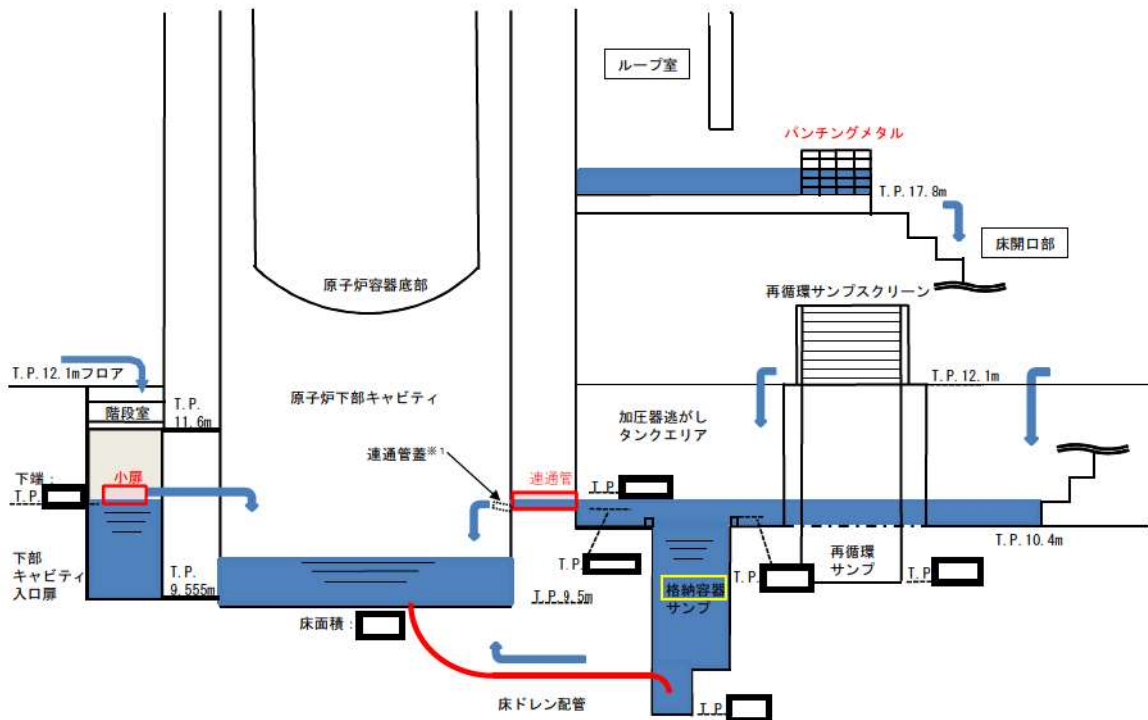 ループ室
パンチングメタル
T.P.17.8m
床開口部
原子炉容器底部
再循環サンプスクリーン
T.P.12.1mフロア
T.P.12.1m
階段室
T.P.
11.6m
原子炉下部キャビティ
加圧器逃がし
タンクエリア
連通管蓋※1
連通管
下端：
T.P.
小扉
T.P.
T.P.10.4m
下部
キャビティ
入口扉
T.P.
9.555m
T.P.
T.P.
再循環
サンプ
T.P.
格納容器
サンプ
T.P.9.5m
床面積：
床ドレン配管
T.P.